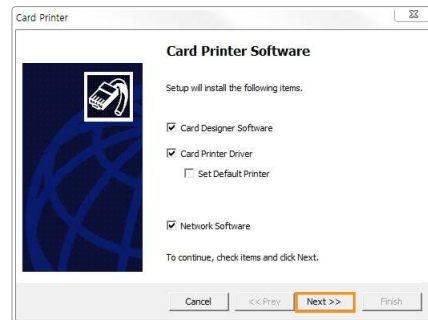 Card Printer
Card Printer Software
Setup will install the following items.
Card Designer Software
Card Printer Driver
Set Default Printer
Network Software
To continue, check items and click Next.
Cancel << Prev Next >> Finish